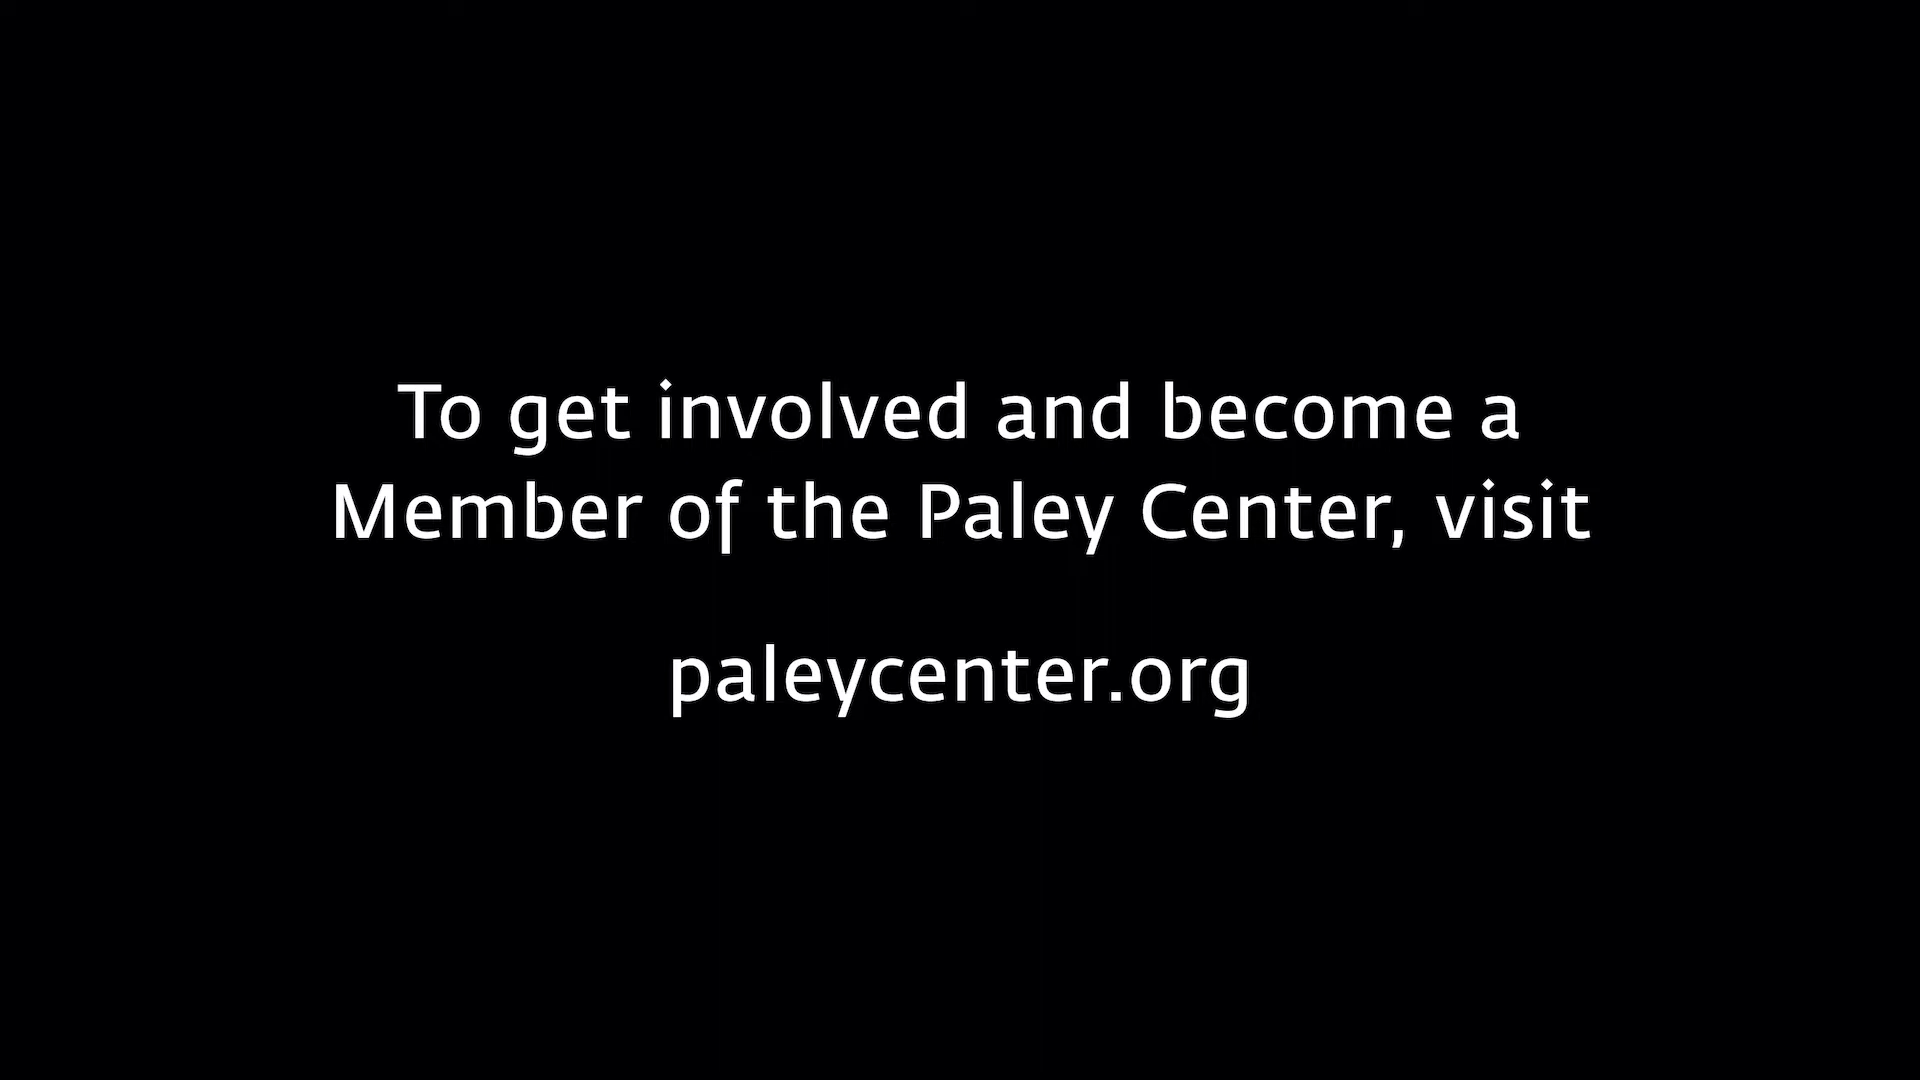 To get involved and become a
Member of the Paley Center, visit
paleycenter.org